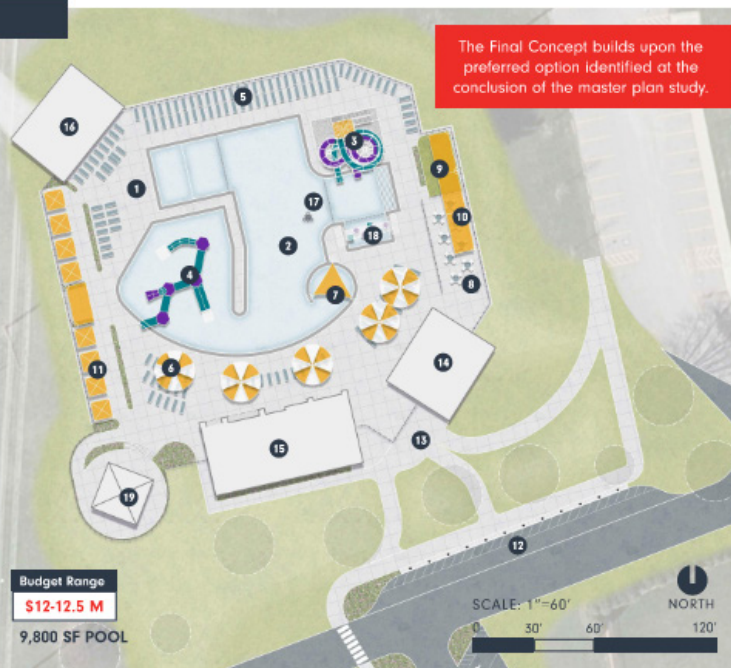 The Final Concept builds upon the
preferred option identified at the
conclusion of the master plan study.
5
16
3
9
1
17
10
18
2
4
8
7
14
6
11
13
15
19
12
Budget Range
$12-12.5 M
9,800 SF POOL
SCALE: 1"=60'
NORTH
0 30' 60' 120'